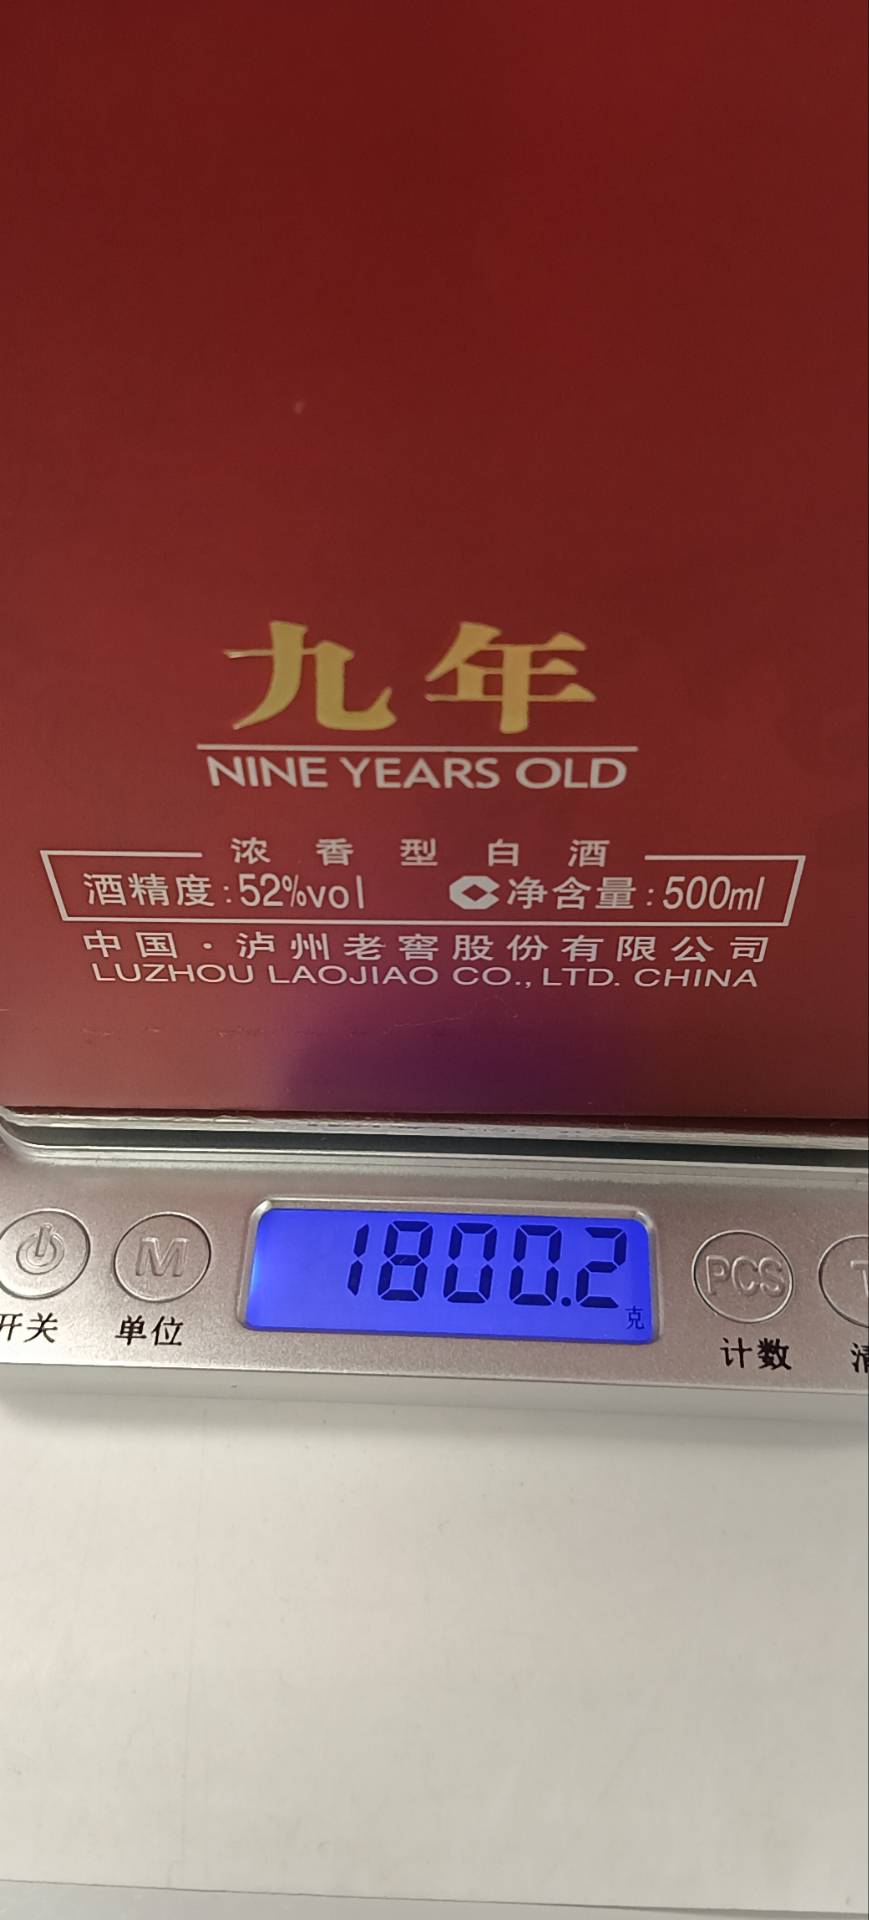 九年
NINE YEARS OLD
浓香型白酒
酒精度:52%vol 净含量:500ml
中国·泸州老窖股份有限公司
LUZHOU LAOJIAO CO.,LTD. CHINA
M PCS
1800.2
克
开关 单位 计数